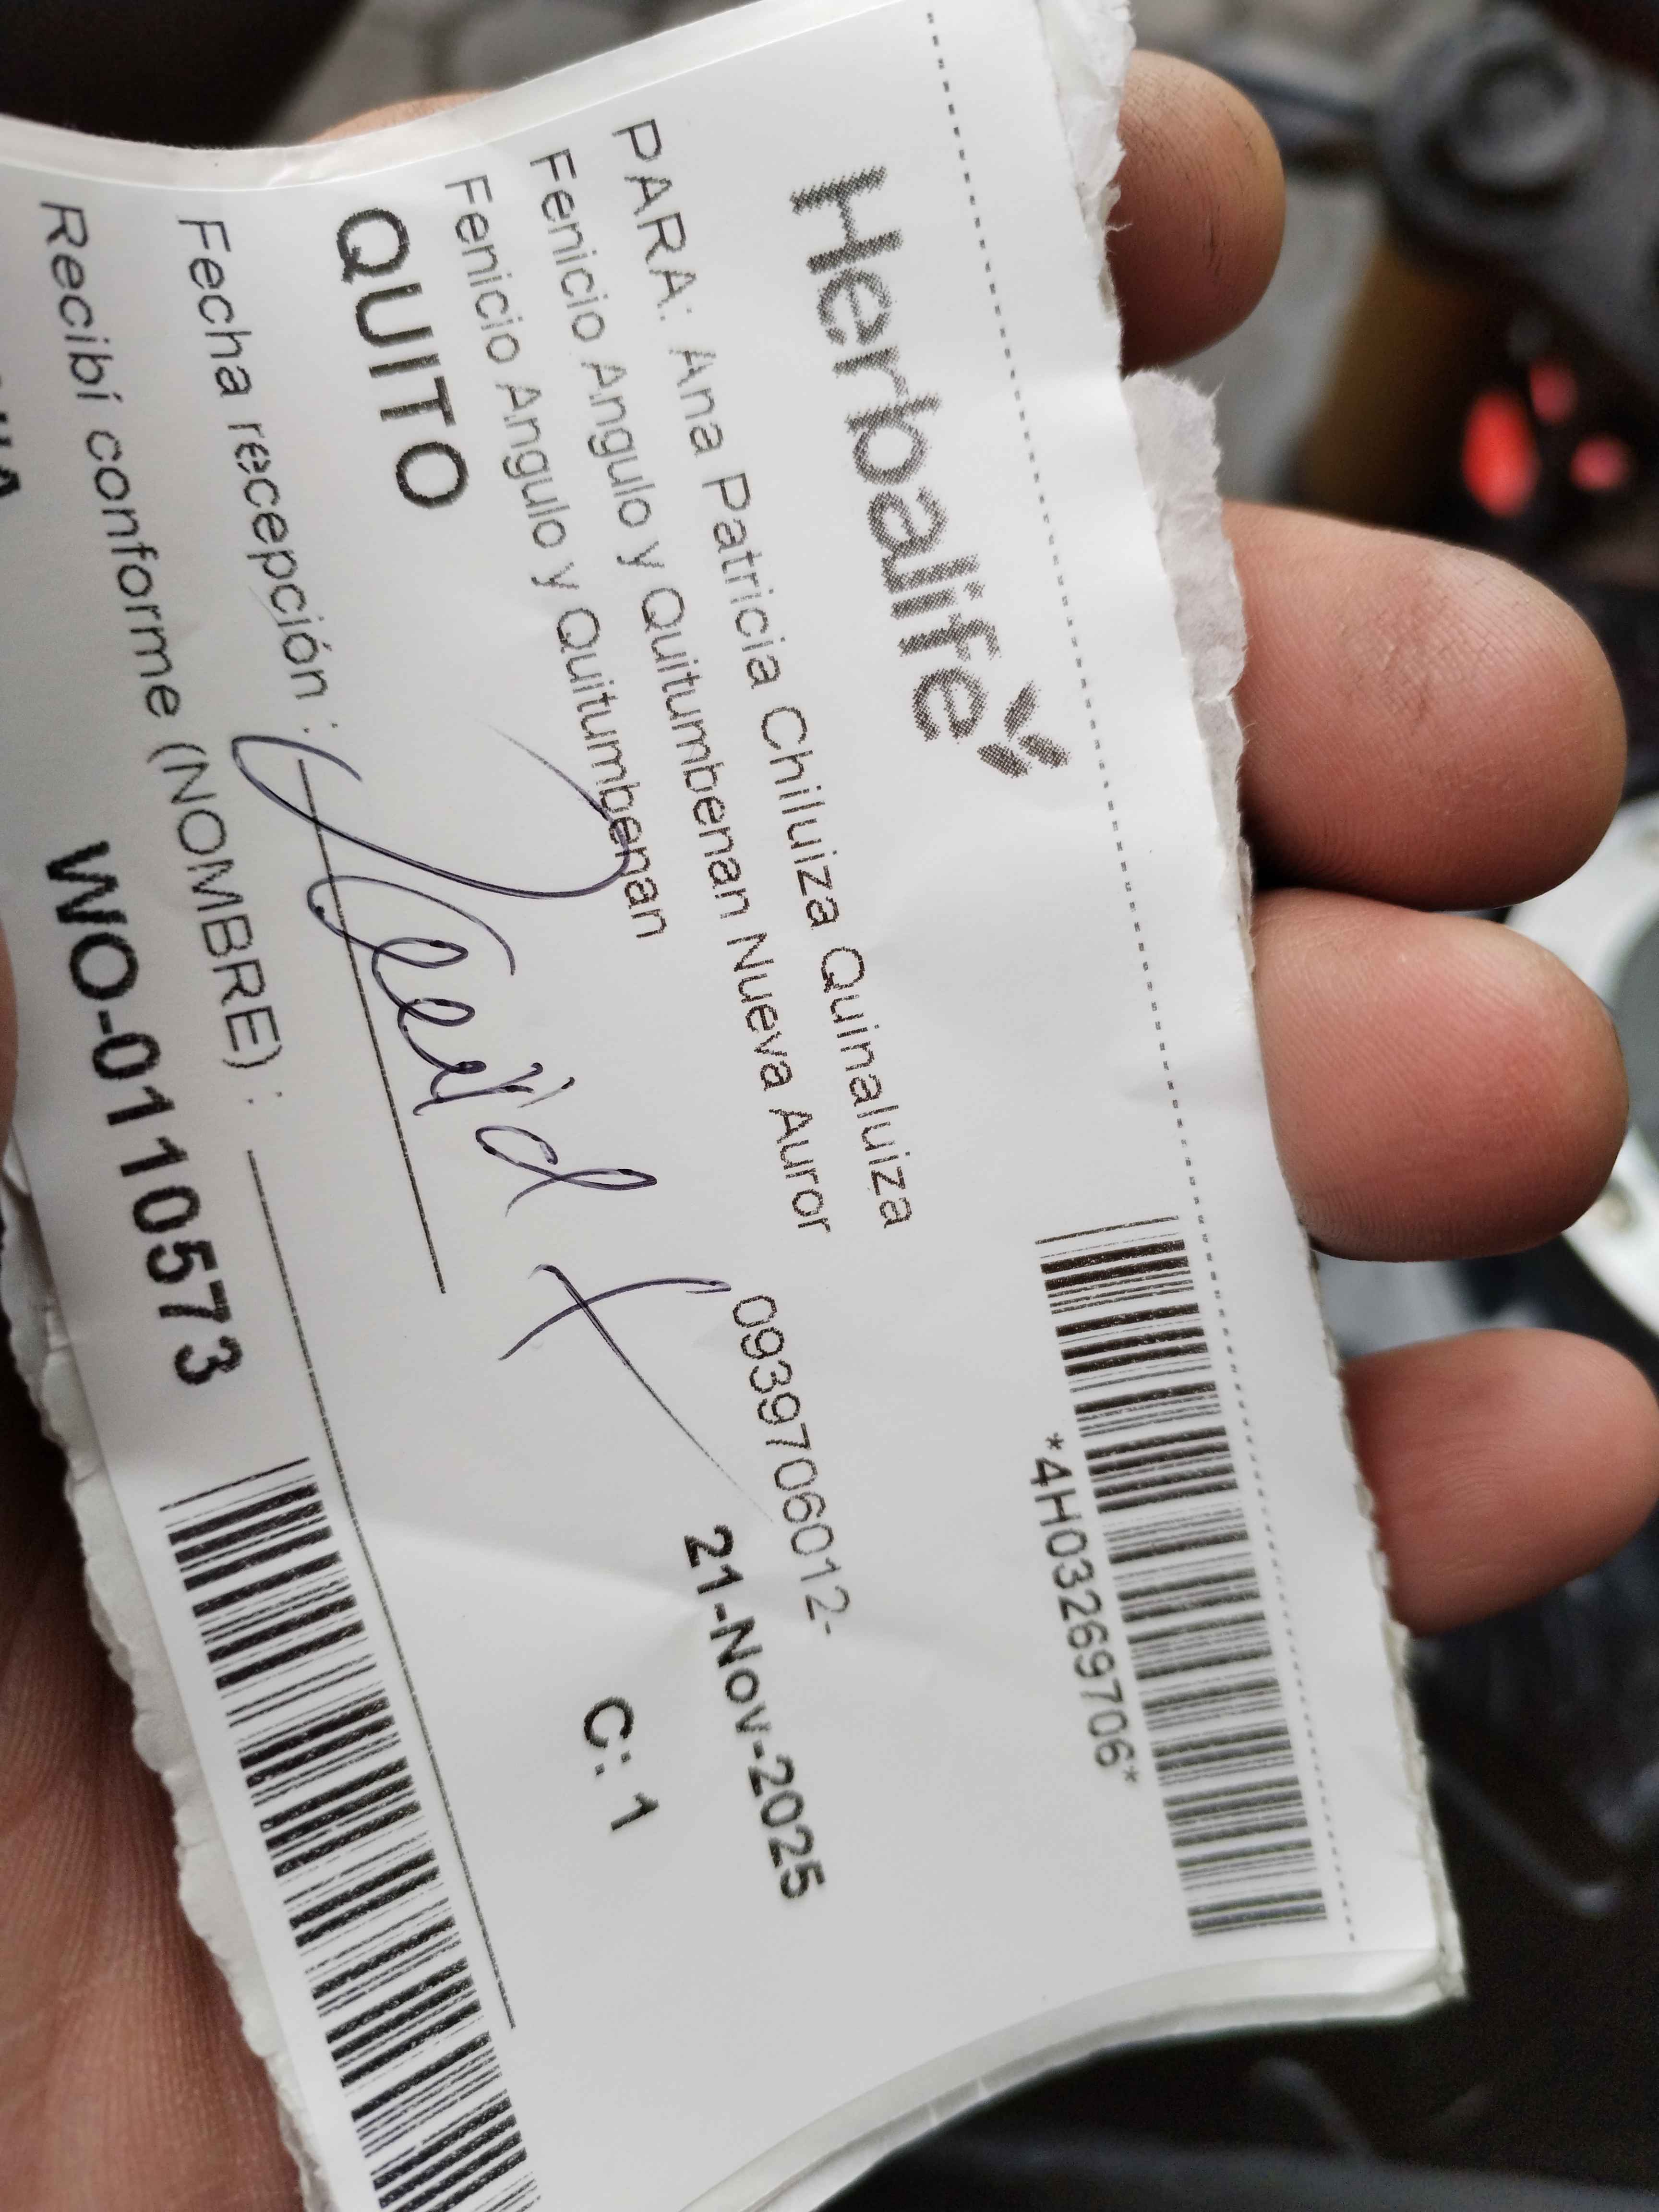 Herbalife
*4H03269706*
PARA: Ana Patricia Chiluiza Quinaluiza
Fenicio Angulo y Quitumbenan Nueva Auror
0939706012-
Fenicio Angulo y Quitumbenan
21-Nov-2025
QUITO
C: 1
Fecha recepción :
Recibí conforme (NOMBRE) :
WO-0110573